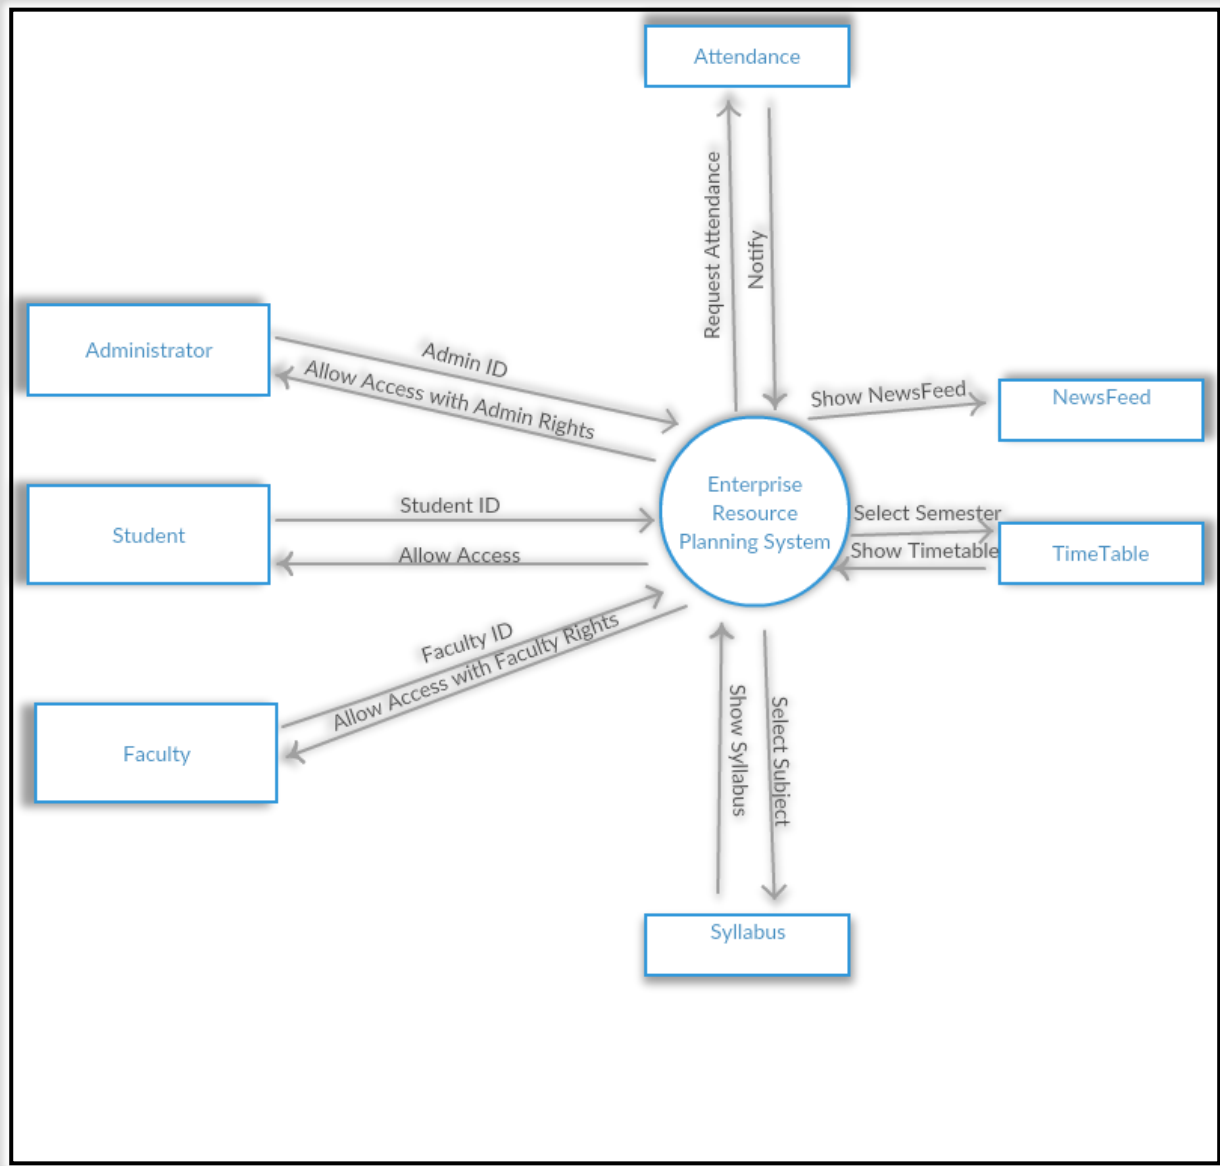 Attendance
Request Attendance
Notify
Administrator
Admin ID
Allow Access with Admin Rights
Show NewsFeed
NewsFeed
Student
Student ID
Allow Access
Enterprise
Resource
Planning System
Select Semester
Show Timetable
TimeTable
Faculty ID
Allow Access with Faculty Rights
Faculty
Show Syllabus
Select Subject
Syllabus